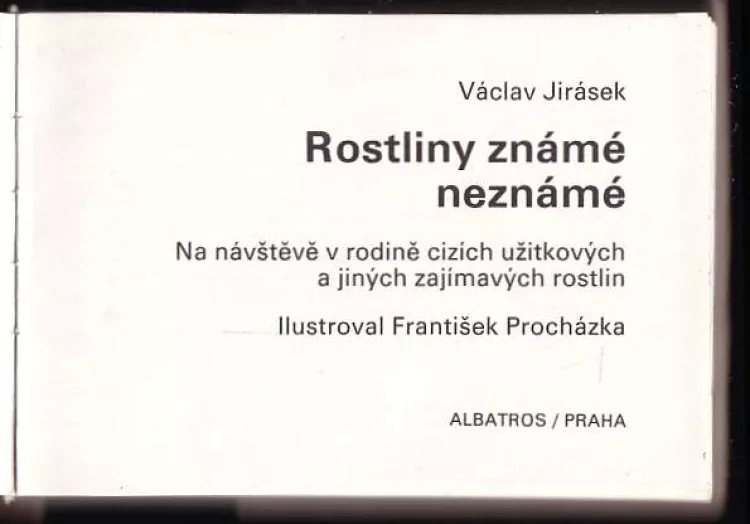 Václav Jirásek
Rostliny známé
neznámé
Na návštěvě v rodině cizích užitkových
a jiných zajímavých rostlin
Ilustroval František Procházka
ALBATROS / PRAHA